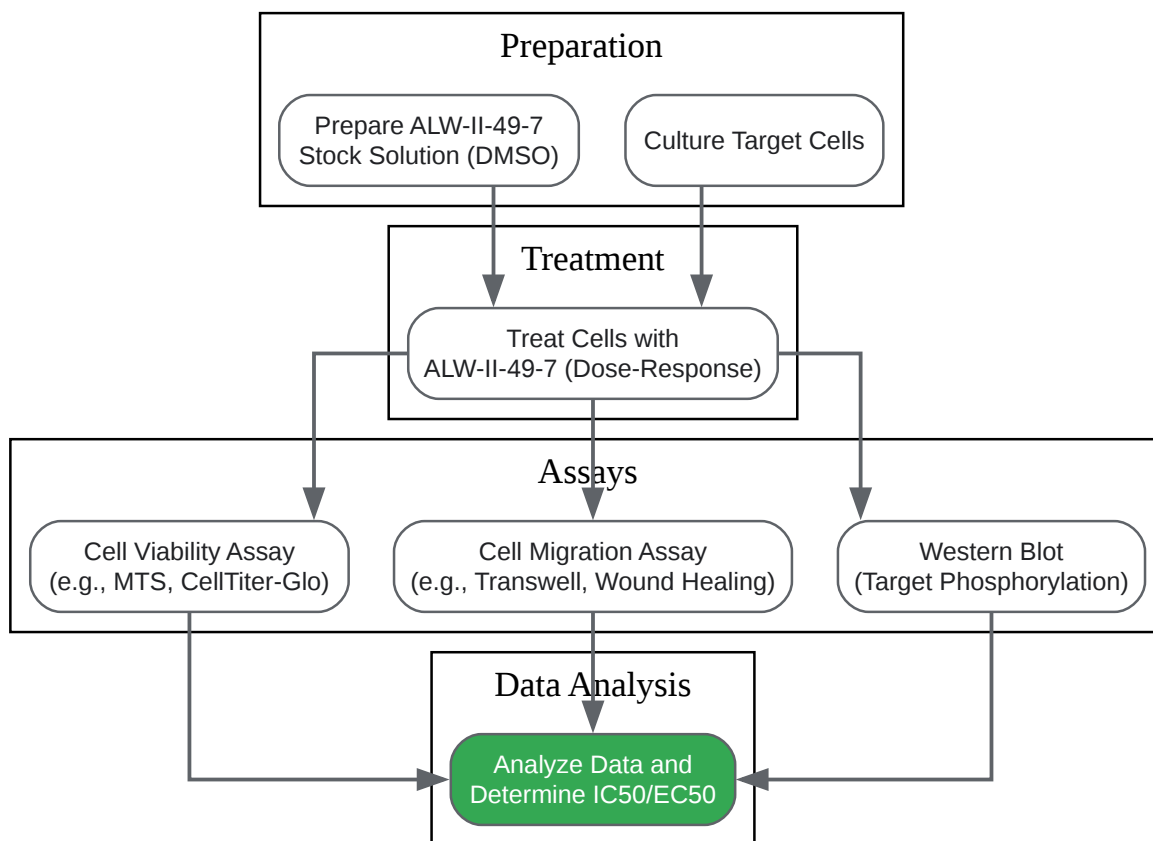 Preparation
Prepare ALW-II-49-7
Stock Solution (DMSO)
Culture Target Cells
Treatment
Treat Cells with
ALW-II-49-7 (Dose-Response)
Assays
Cell Viability Assay
(e.g., MTS, CellTiter-Glo)
Cell Migration Assay
(e.g., Transwell, Wound Healing)
Western Blot
(Target Phosphorylation)
Data Analysis
Analyze Data and
Determine IC50/EC50